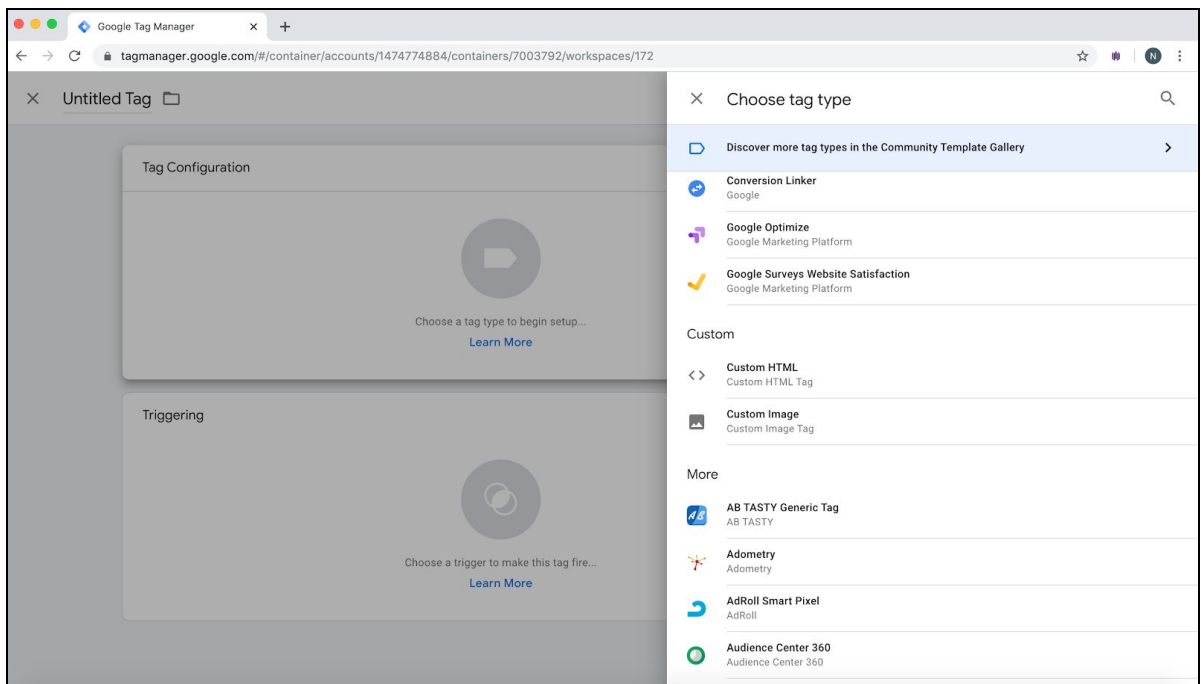 Google Tag Manager
tagmanager.google.com/#/container/accounts/1474774884/containers/7003792/workspaces/172
N
Untitled Tag
Tag Configuration
Choose a tag type to begin setup...
Learn More
Triggering
Choose a trigger to make this tag fire...
Learn More
Choose tag type
Discover more tag types in the Community Template Gallery
Conversion Linker
Google
Google Optimize
Google Marketing Platform
Google Surveys Website Satisfaction
Google Marketing Platform
Custom
Custom HTML
Custom HTML Tag
Custom Image
Custom Image Tag
More
AB
AB TASTY Generic Tag
AB TASTY
Adometry
Adometry
AdRoll Smart Pixel
AdRoll
Audience Center 360
Audience Center 360